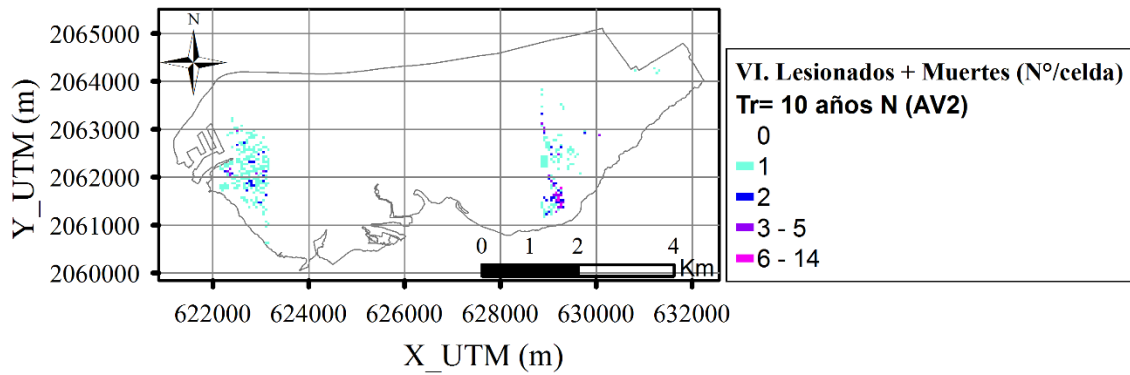 N
2065000
2064000
2063000
2062000
2061000
2060000
Y_UTM (m)
0 1 2 4
Km
622000 624000 626000 628000 630000 632000
X_UTM (m)
VI. Lesionados + Muertes (N°/celda)
Tr= 10 años N (AV2)
0
1
2
3 - 5
6 - 14